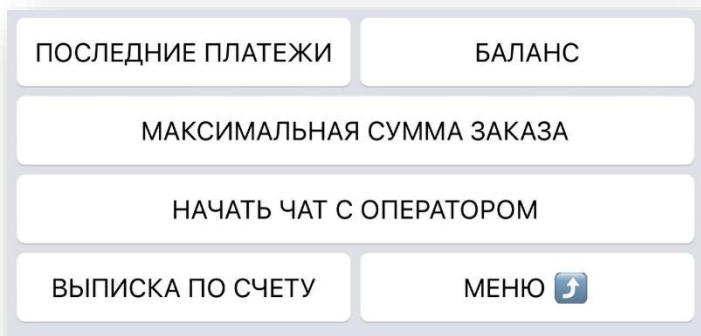 ПОСЛЕДНИЕ ПЛАТЕЖИ
БАЛАНС
МАКСИМАЛЬНАЯ СУММА ЗАКАЗА
НАЧАТЬ ЧАТ С ОПЕРАТОРОМ
ВЫПИСКА ПО СЧЕТУ
МЕНЮ ⤴️